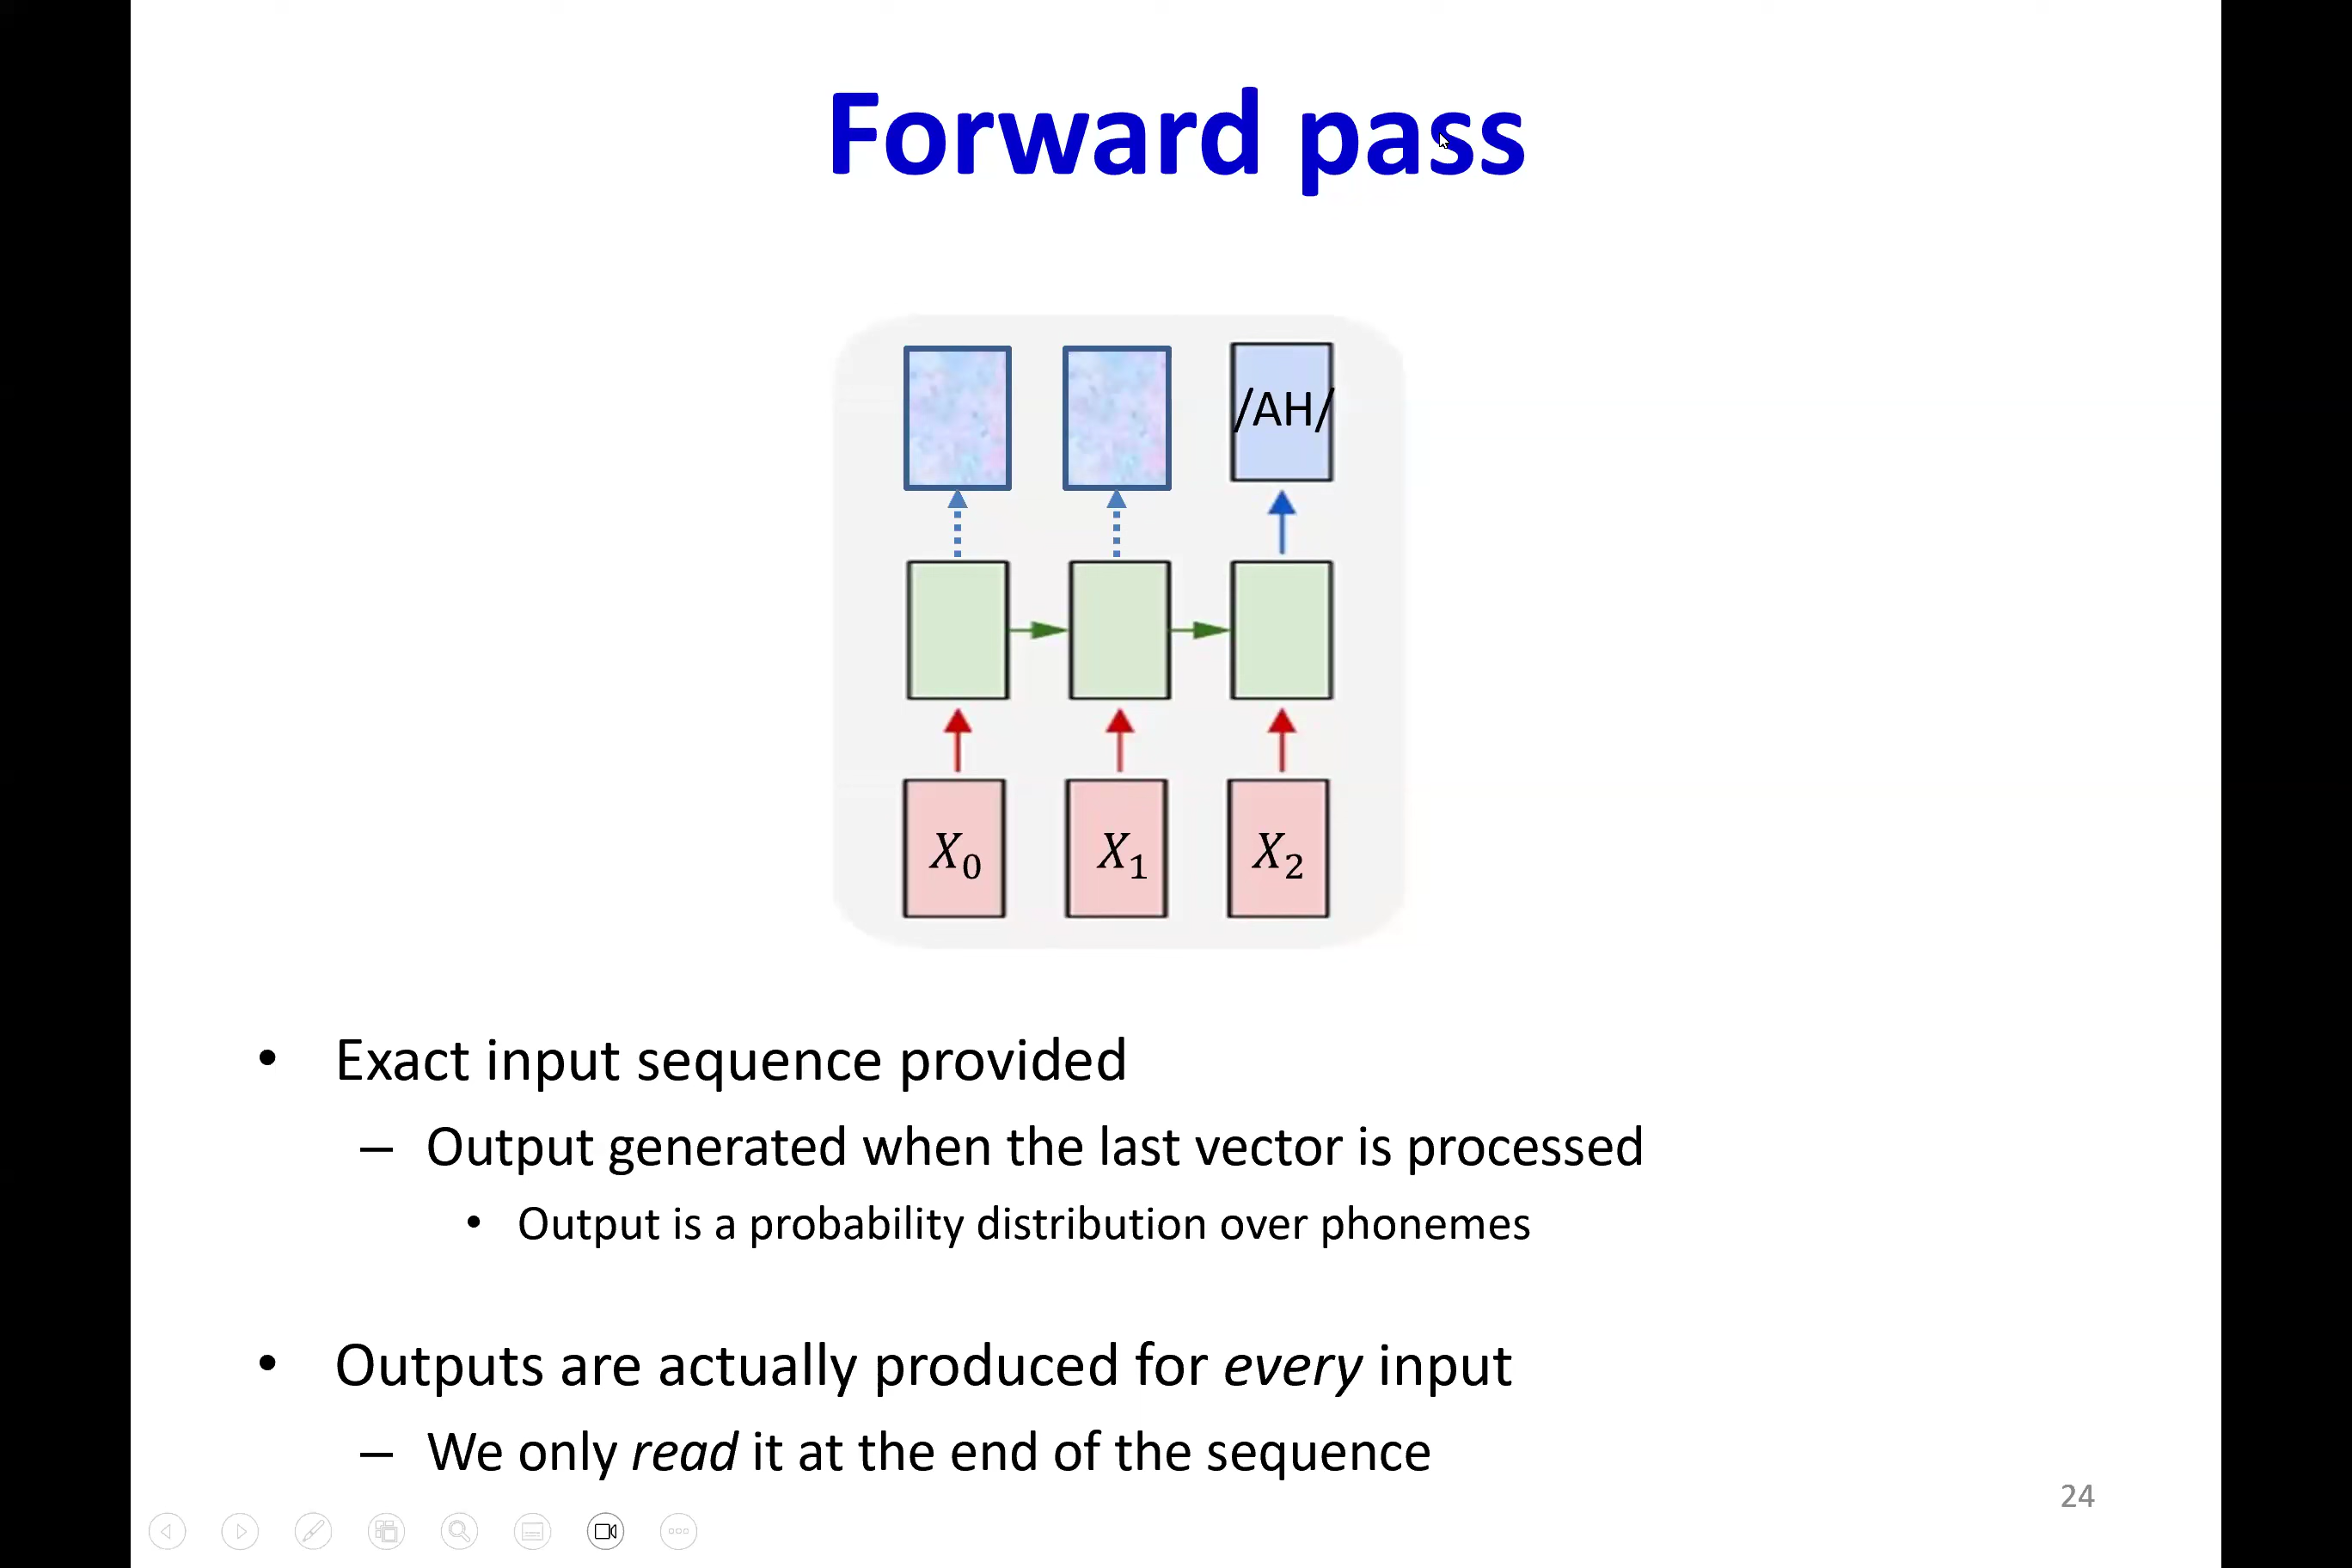 Forward pass
/AH/
X₀ X₁ X₂
• Exact input sequence provided
– Output generated when the last vector is processed
• Output is a probability distribution over phonemes
• Outputs are actually produced for every input
– We only read it at the end of the sequence
24